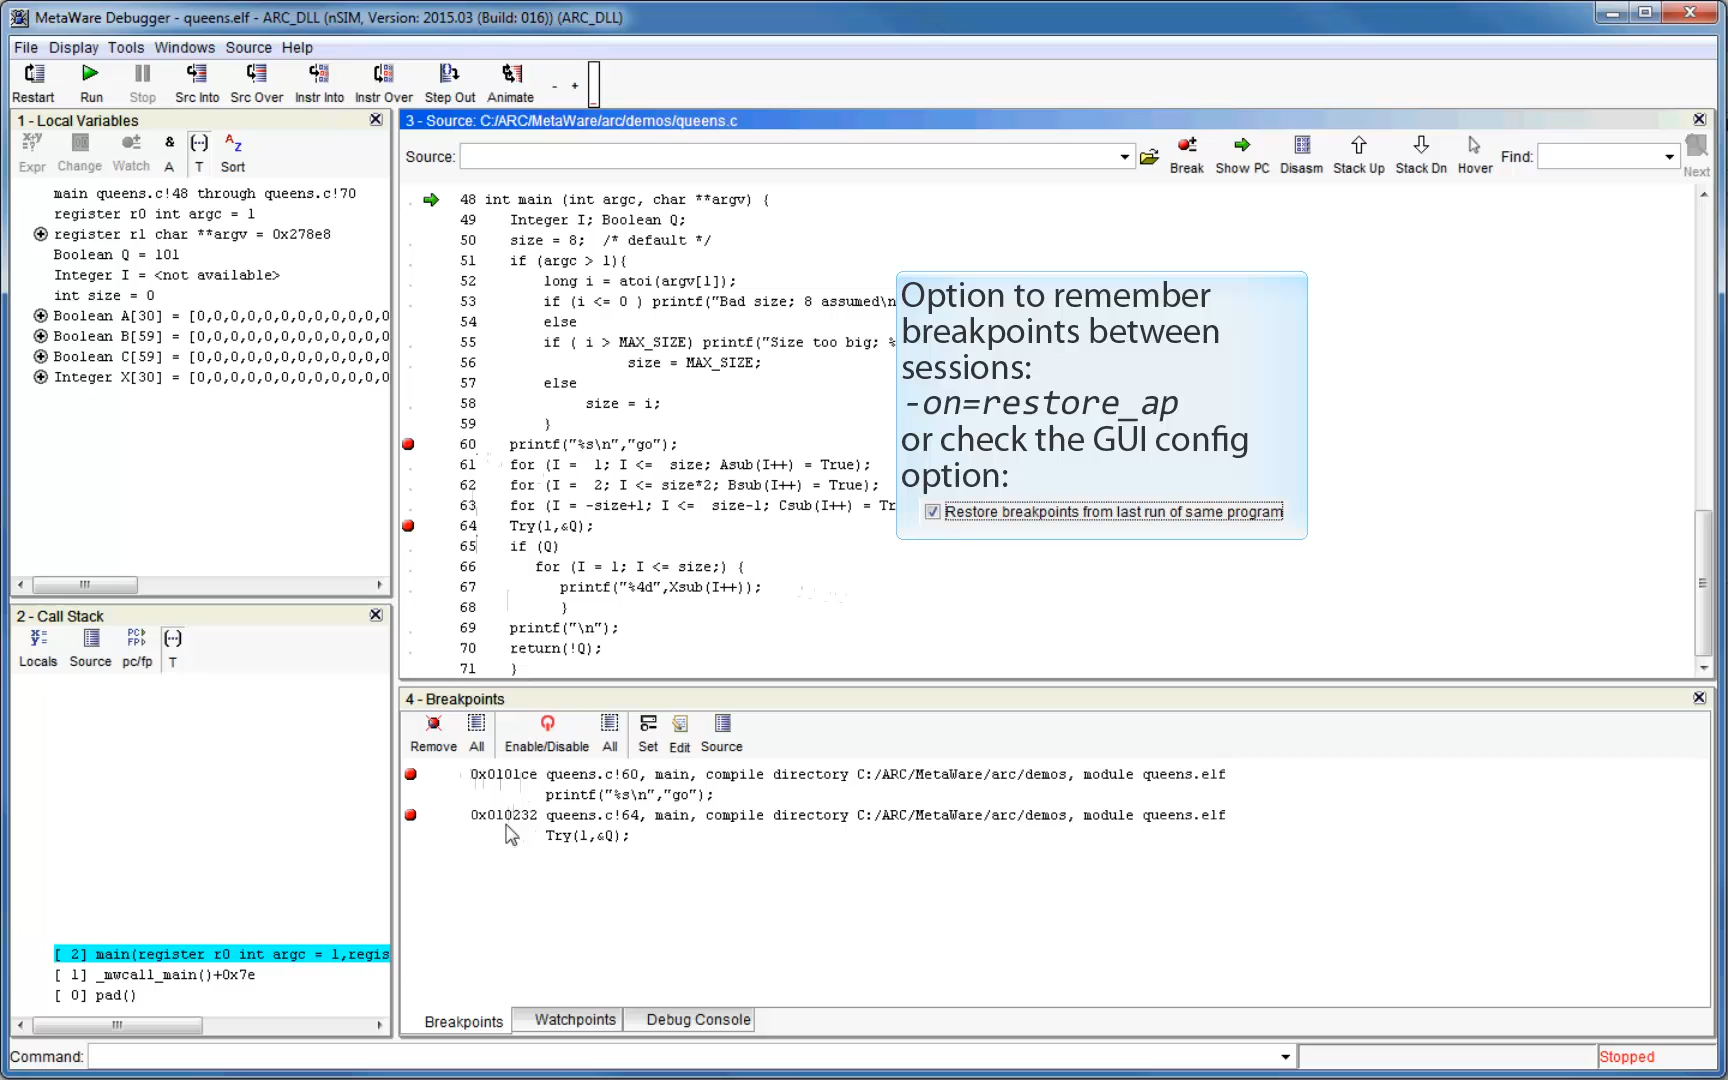 MetaWare Debugger - queens.elf - ARC_DLL (nSIM, Version: 2015.03 (Build: 016)) (ARC_DLL)
File Display Tools Windows Source Help
Restart Run Stop Src Into Src Over Instr Into Instr Over Step Out Animate - +
1 - Local Variables
Expr Change Watch & A T Sort
main queens.c!48 through queens.c!70
register r0 int argc = 1
register r1 char **argv = 0x278e8
Boolean Q = 101
Integer I = <not available>
int size = 0
Boolean A[30] = [0,0,0,0,0,0,0,0,0,0,0,0
Boolean B[59] = [0,0,0,0,0,0,0,0,0,0,0,0
Boolean C[59] = [0,0,0,0,0,0,0,0,0,0,0,0
Integer X[30] = [0,0,0,0,0,0,0,0,0,0,0,0
2 - Call Stack
Locals Source pc/fp T
[ 2] main(register r0 int argc = 1,regis
[ 1] _mwcall_main()+0x7e
[ 0] pad()
3 - Source: C:/ARC/MetaWare/arc/demos/queens.c
Source: Break Show PC Disasm Stack Up Stack Dn Hover Find: Next
48 int main (int argc, char **argv) {
49 Integer I; Boolean Q;
50 size = 8; /* default */
51 if (argc > 1){
52 long i = atoi(argv[1]);
53 if (i <= 0 ) printf("Bad size; 8 assumed\n
54 else
55 if ( i > MAX_SIZE) printf("Size too big; %
56 size = MAX_SIZE;
57 else
58 size = i;
59 }
60 printf("%s\n","go");
61 for (I = 1; I <= size; Asub(I++) = True);
62 for (I = 2; I <= size*2; Bsub(I++) = True);
63 for (I = -size+1; I <= size-1; Csub(I++) = Tr
64 Try(1,&Q);
65 if (Q)
66 for (I = 1; I <= size;) {
67 printf("%4d",Xsub(I++));
68 }
69 printf("\n");
70 return(!Q);
71 }
Option to remember
breakpoints between
sessions:
-on=restore_ap
or check the GUI config
option:
Restore breakpoints from last run of same program
4 - Breakpoints
Remove All Enable/Disable All Set Edit Source
0x0101ce queens.c!60, main, compile directory C:/ARC/MetaWare/arc/demos, module queens.elf
printf("%s\n","go");
0x010232 queens.c!64, main, compile directory C:/ARC/MetaWare/arc/demos, module queens.elf
Try(1,&Q);
Breakpoints Watchpoints Debug Console
Command: Stopped